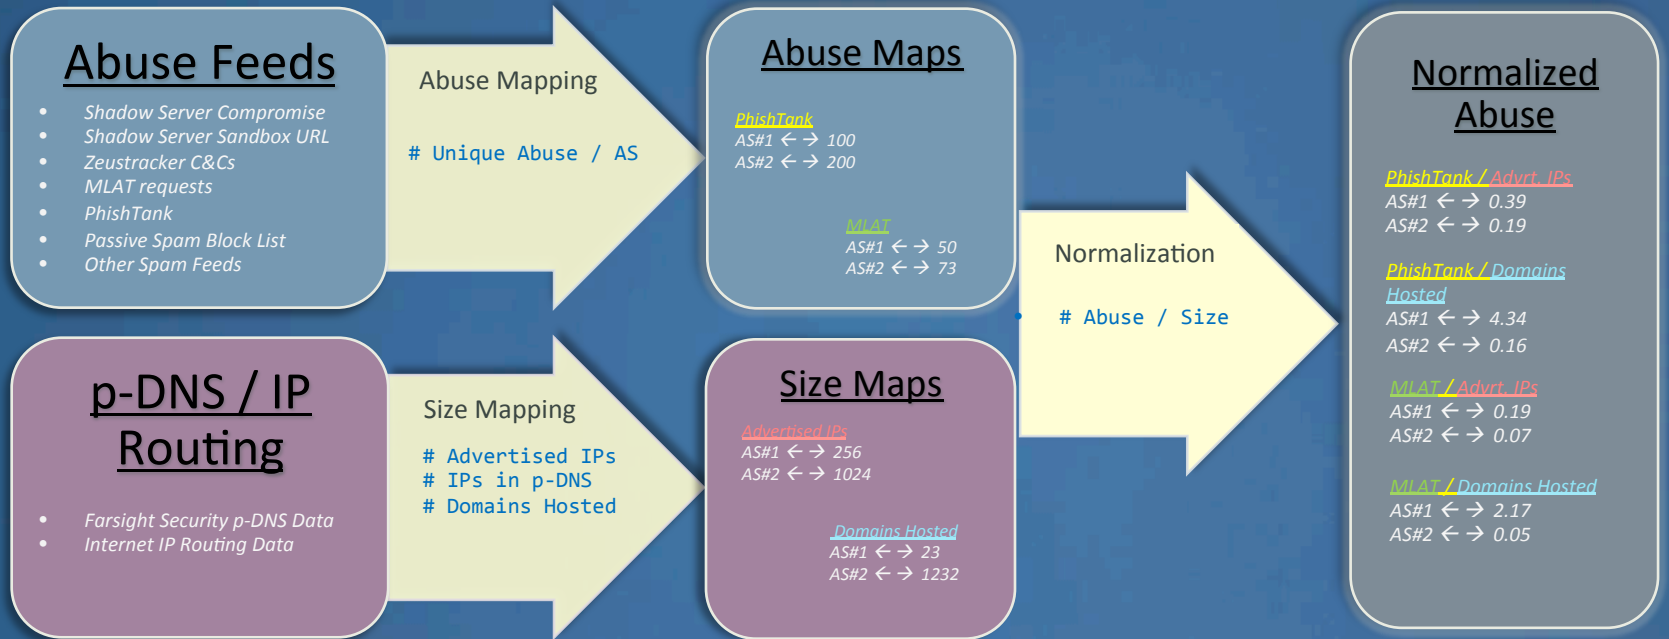 Abuse Feeds
• Shadow Server Compromise
• Shadow Server Sandbox URL
• Zeustracker C&Cs
• MLAT requests
• PhishTank
• Passive Spam Block List
• Other Spam Feeds
Abuse Mapping
# Unique Abuse / AS
Abuse Maps
PhishTank
AS#1 ← → 100
AS#2 ← → 200
MLAT
AS#1 ← → 50
AS#2 ← → 73
p-DNS / IP
Routing
• Farsight Security p-DNS Data
• Internet IP Routing Data
Size Mapping
# Advertised IPs
# IPs in p-DNS
# Domains Hosted
Size Maps
Advertised IPs
AS#1 ← → 256
AS#2 ← → 1024
Domains Hosted
AS#1 ← → 23
AS#2 ← → 1232
Normalization
• # Abuse / Size
Normalized
Abuse
PhishTank / Advrt. IPs
AS#1 ← → 0.39
AS#2 ← → 0.19
PhishTank / Domains
Hosted
AS#1 ← → 4.34
AS#2 ← → 0.16
MLAT / Advrt. IPs
AS#1 ← → 0.19
AS#2 ← → 0.07
MLAT / Domains Hosted
AS#1 ← → 2.17
AS#2 ← → 0.05